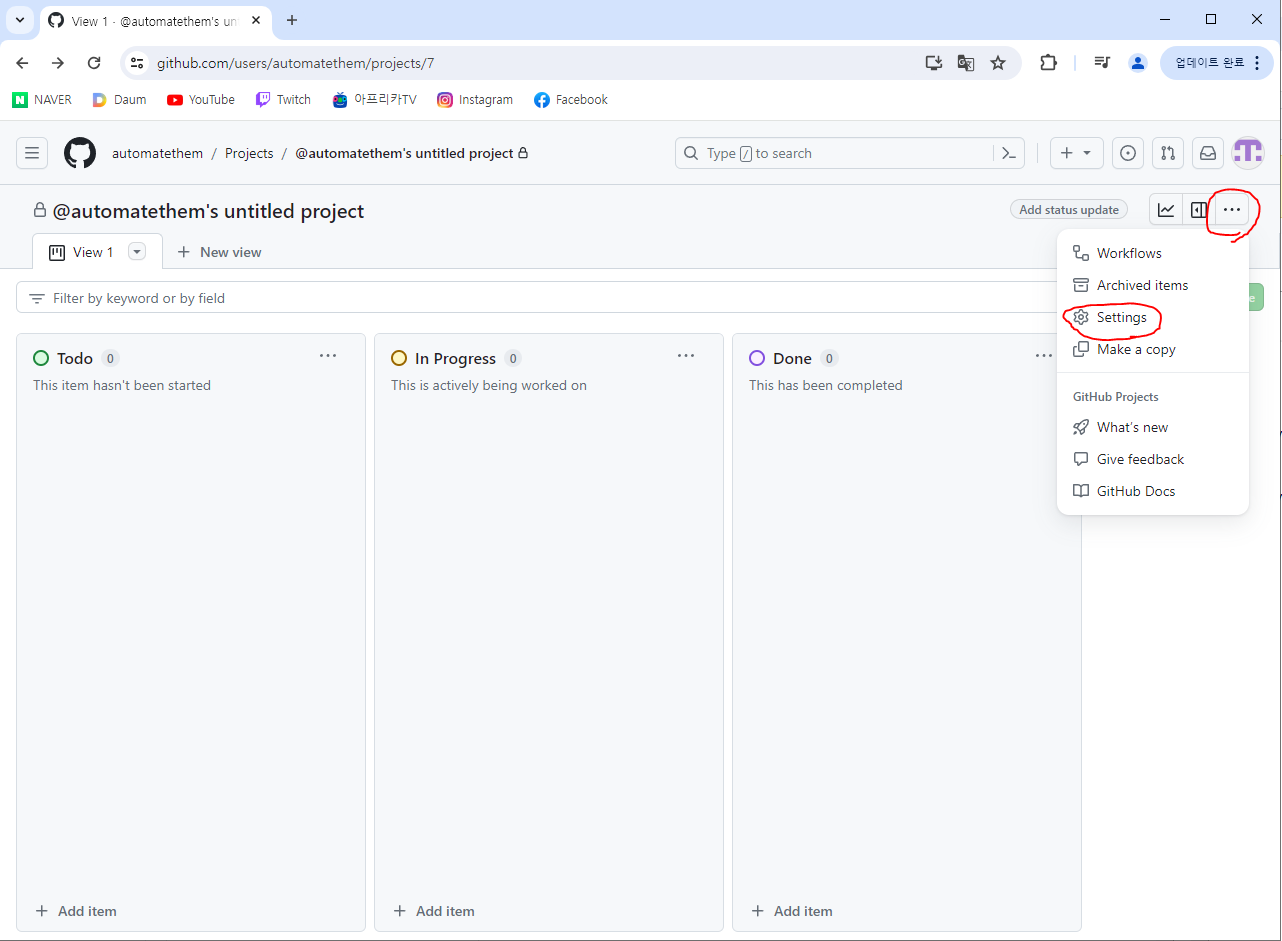 View 1 · @automatethem's un
github.com/users/automatethem/projects/7
업데이트 완료
NAVER
Daum
YouTube
Twitch
아프리카TV
Instagram
Facebook
automatethem / Projects / @automatethem's untitled project
Type / to search
@automatethem's untitled project
Add status update
View 1
New view
Workflows
Archived items
Settings
Make a copy
GitHub Projects
What's new
Give feedback
GitHub Docs
Filter by keyword or by field
Todo 0
This item hasn't been started
In Progress 0
This is actively being worked on
Done 0
This has been completed
Add item
Add item
Add item